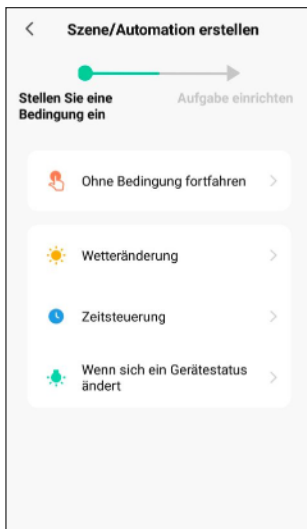 Szene/Automation erstellen
Stellen Sie eine
Bedingung ein
Aufgabe einrichten
Ohne Bedingung fortfahren
Wetteränderung
Zeitsteuerung
Wenn sich ein Gerätestatus
ändert